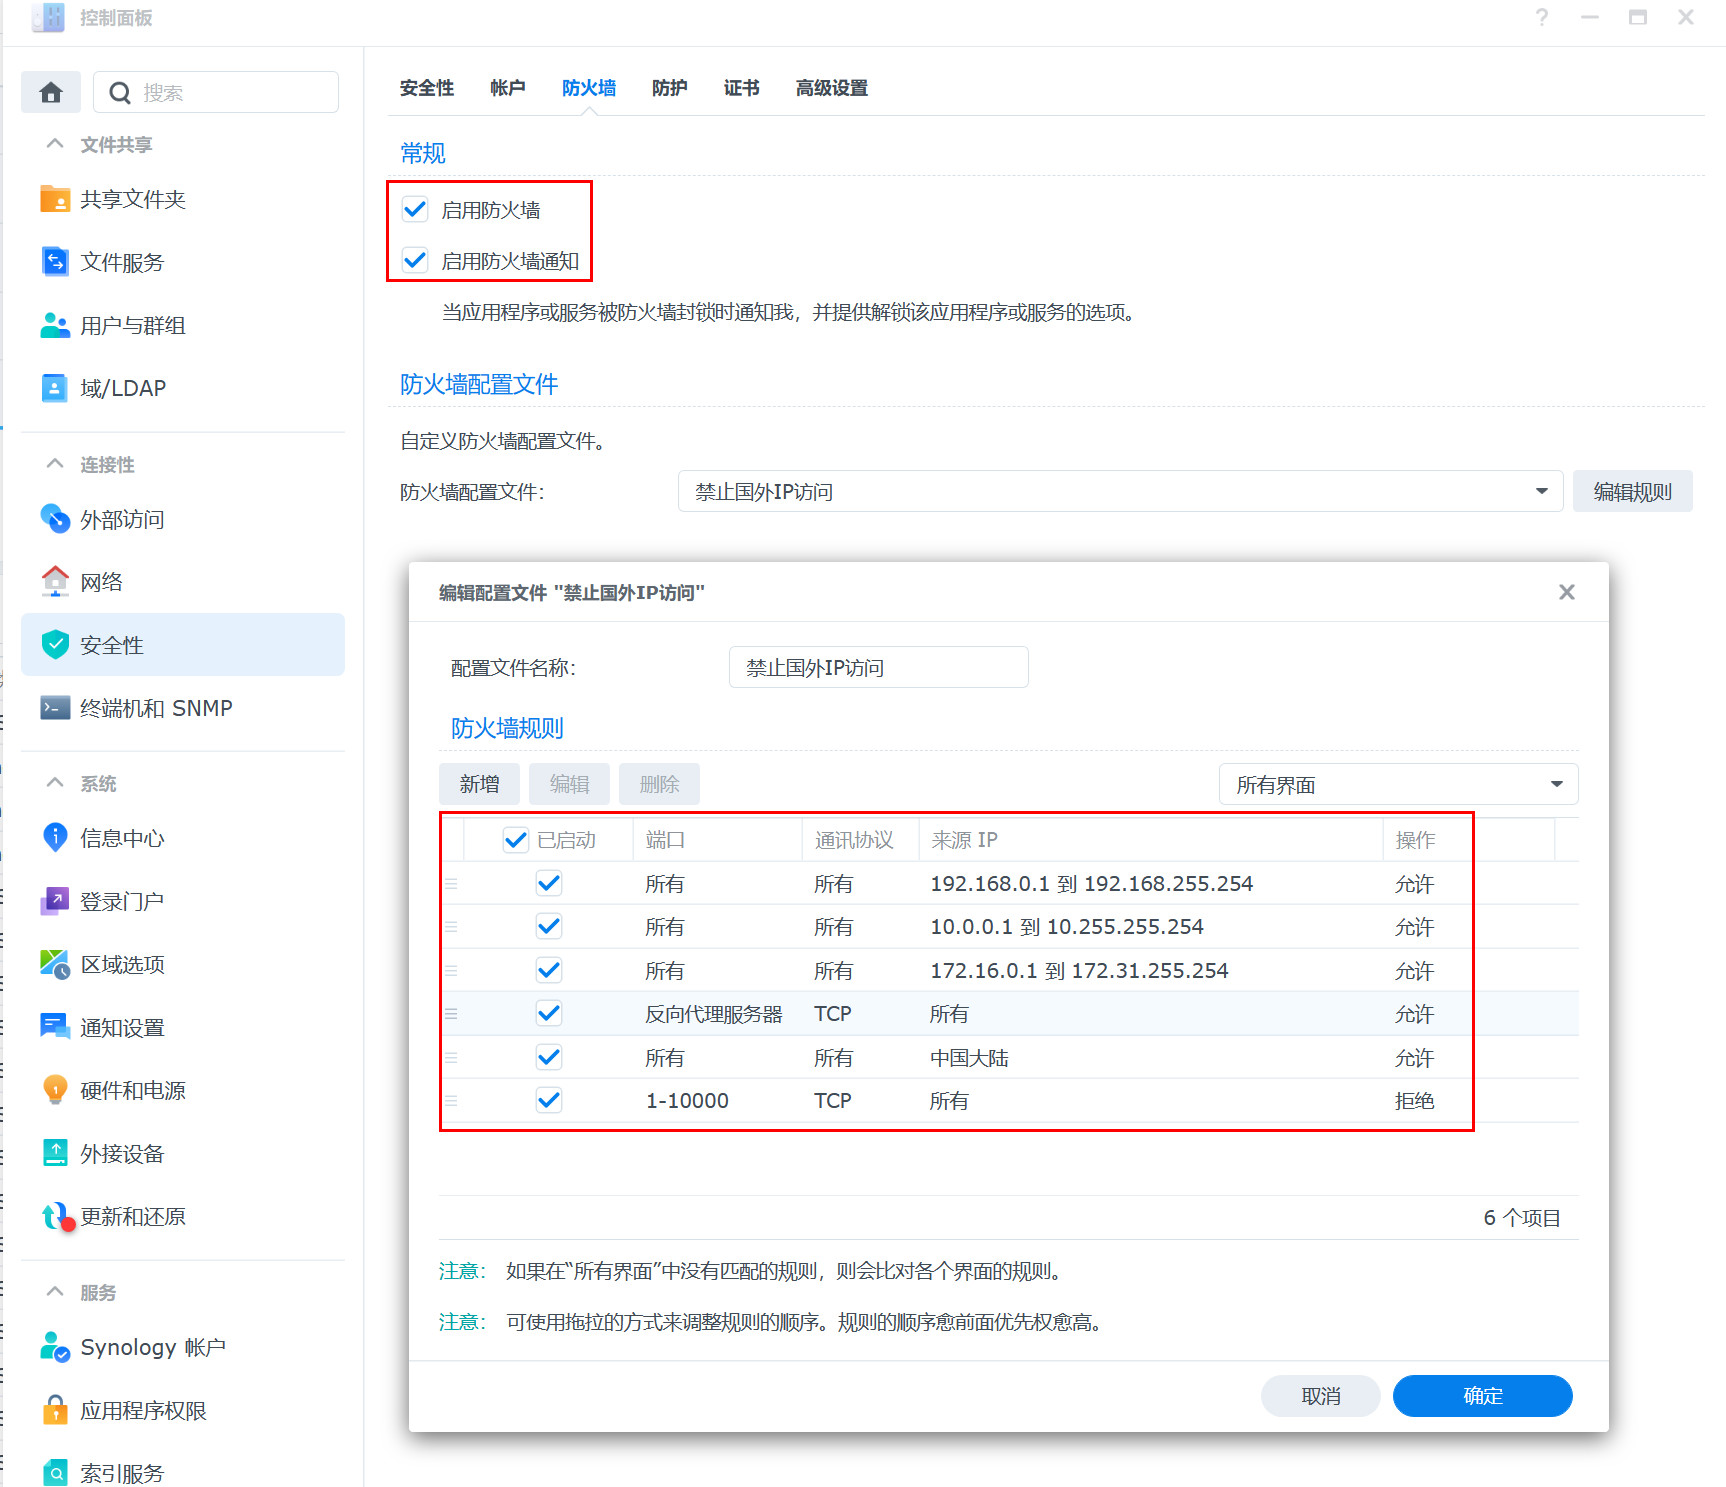 控制面板
搜索
文件共享
共享文件夹
文件服务
用户与群组
域/LDAP
连接性
外部访问
网络
安全性
终端机和 SNMP
系统
信息中心
登录门户
区域选项
通知设置
硬件和电源
外接设备
更新和还原
服务
Synology 帐户
应用程序权限
索引服务
安全性 帐户 防火墙 防护 证书 高级设置
常规
启用防火墙
启用防火墙通知
当应用程序或服务被防火墙封锁时通知我，并提供解锁该应用程序或服务的选项。
防火墙配置文件
自定义防火墙配置文件。
防火墙配置文件： 禁止国外IP访问 编辑规则
编辑配置文件 "禁止国外IP访问"
配置文件名称： 禁止国外IP访问
防火墙规则
新增 编辑 删除 所有界面
已启动 端口 通讯协议 来源 IP 操作
所有 所有 192.168.0.1 到 192.168.255.254 允许
所有 所有 10.0.0.1 到 10.255.255.254 允许
所有 所有 172.16.0.1 到 172.31.255.254 允许
反向代理服务器 TCP 所有 允许
所有 所有 中国大陆 允许
1-10000 TCP 所有 拒绝
6 个项目
注意： 如果在“所有界面”中没有匹配的规则，则会比对各个界面的规则。
注意： 可使用拖拉的方式来调整规则的顺序。规则的顺序愈前面优先权愈高。
取消 确定